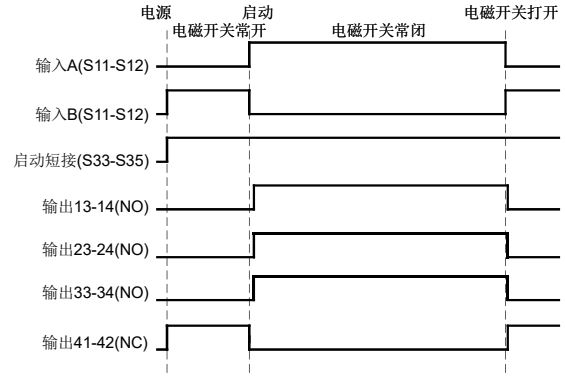 电源 启动 电磁开关打开
电磁开关常开 电磁开关常闭
输入A(S11-S12)
输入B(S11-S12)
启动短接(S33-S35)
输出13-14(NO)
输出23-24(NO)
输出33-34(NO)
输出41-42(NC)